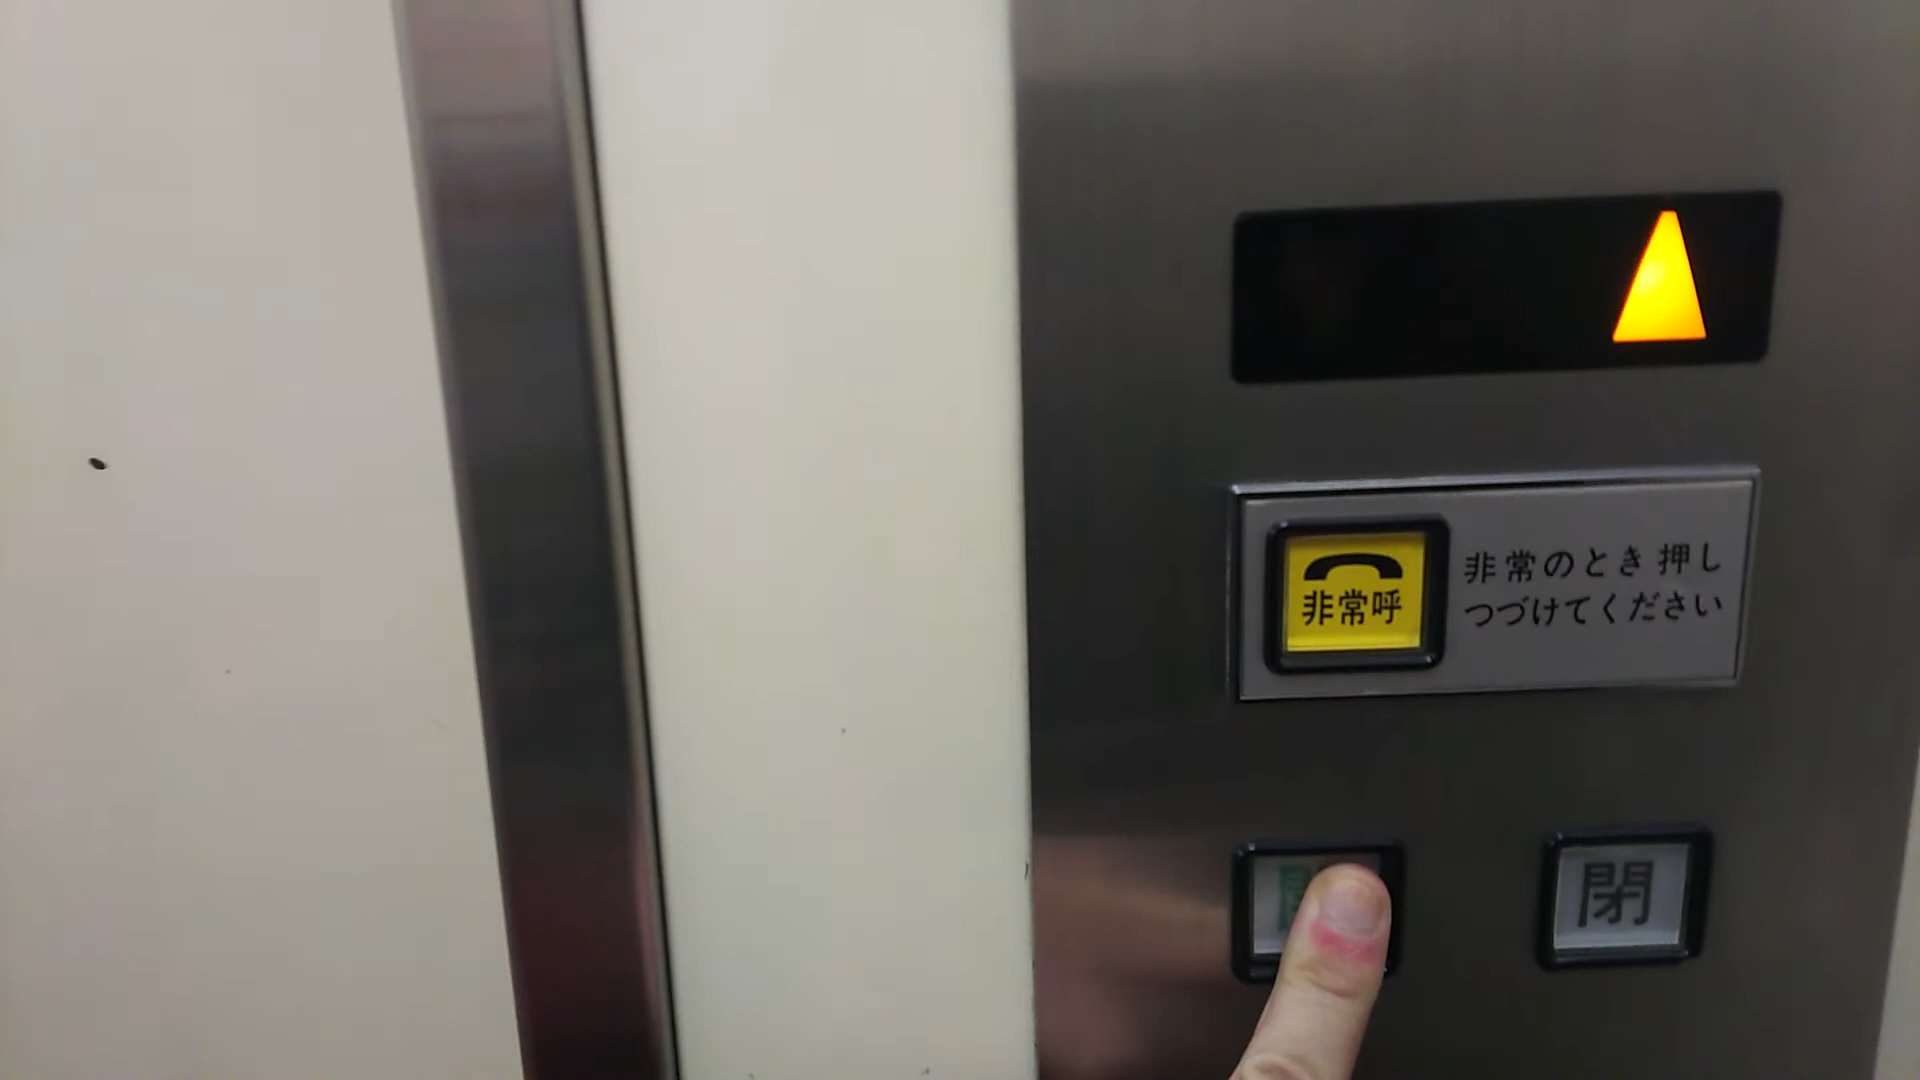 非常呼
非常のとき押し
つづけてください
閉